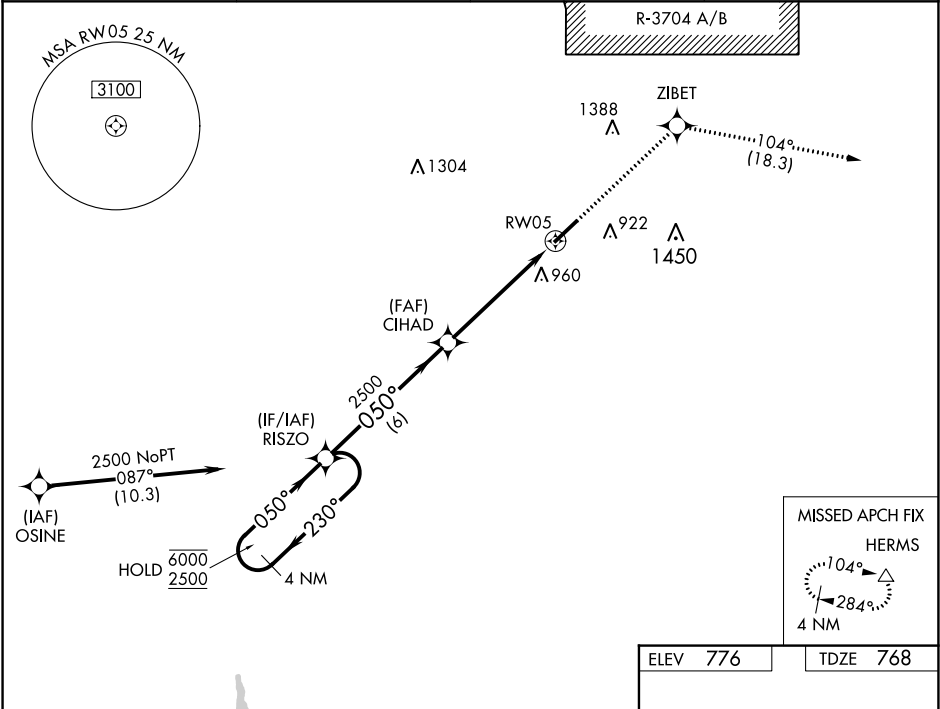 R-3704 A/B
MSA RW05 25 NM
3100
ZIBET
1388
104°
(18.3)
1304
RW05
922
1450
960
(FAF)
CIHAD
2500
050°
(6)
(IF/IAF)
RISZO
2500 NoPT
087°
(10.3)
(IAF)
OSINE
050°
230°
HOLD
6000
2500
4 NM
MISSED APCH FIX
HERMS
104°
284°
4 NM
ELEV 776
TDZE 768